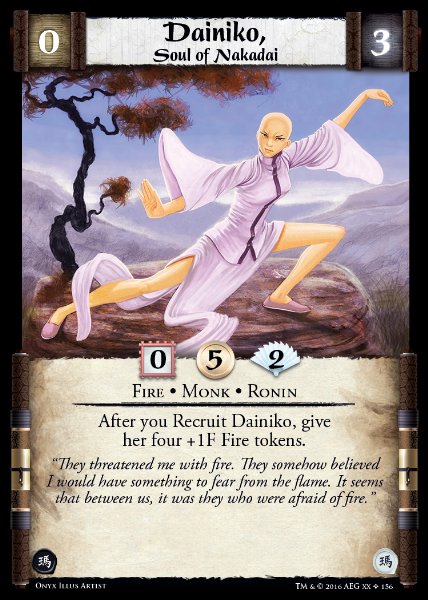 0
Dainiko,
Soul of Nakadai
3
0
5
2
Fire • Monk • Ronin
After you Recruit Dainiko, give
her four +1F Fire tokens.
“They threatened me with fire. They somehow believed
I would have something to fear from the flame. It seems
that between us, it was they who were afraid of fire.”
瑪
瑪
Onyx Illus Artist
TM & © 2016 AEG XX ❖ 156